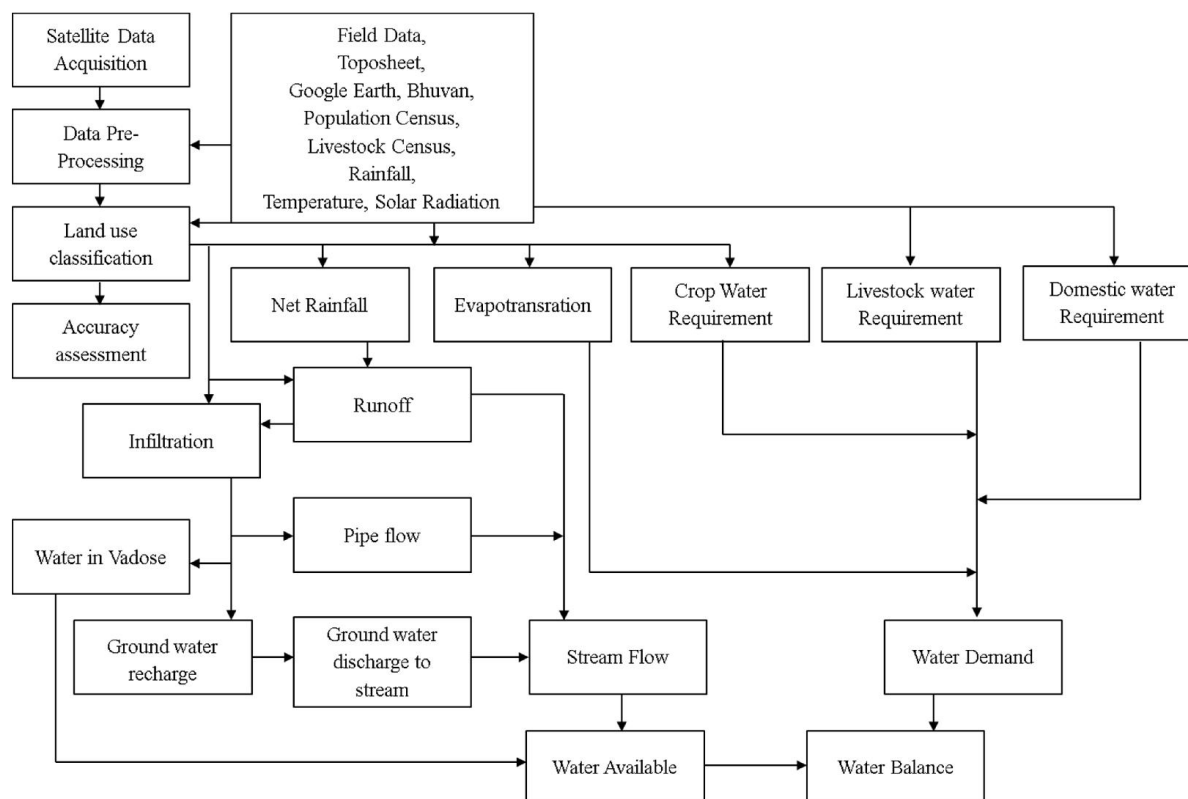 Satellite Data
Acquisition
Field Data,
Toposheet,
Google Earth, Bhuvan,
Population Census,
Livestock Census,
Rainfall,
Temperature, Solar Radiation
Data Pre-
Processing
Land use
classification
Accuracy
assessment
Net Rainfall
Evapotransration
Crop Water
Requirement
Livestock water
Requirement
Domestic water
Requirement
Runoff
Infiltration
Pipe flow
Water in Vadose
Ground water
recharge
Ground water
discharge to
stream
Stream Flow
Water Demand
Water Available
Water Balance